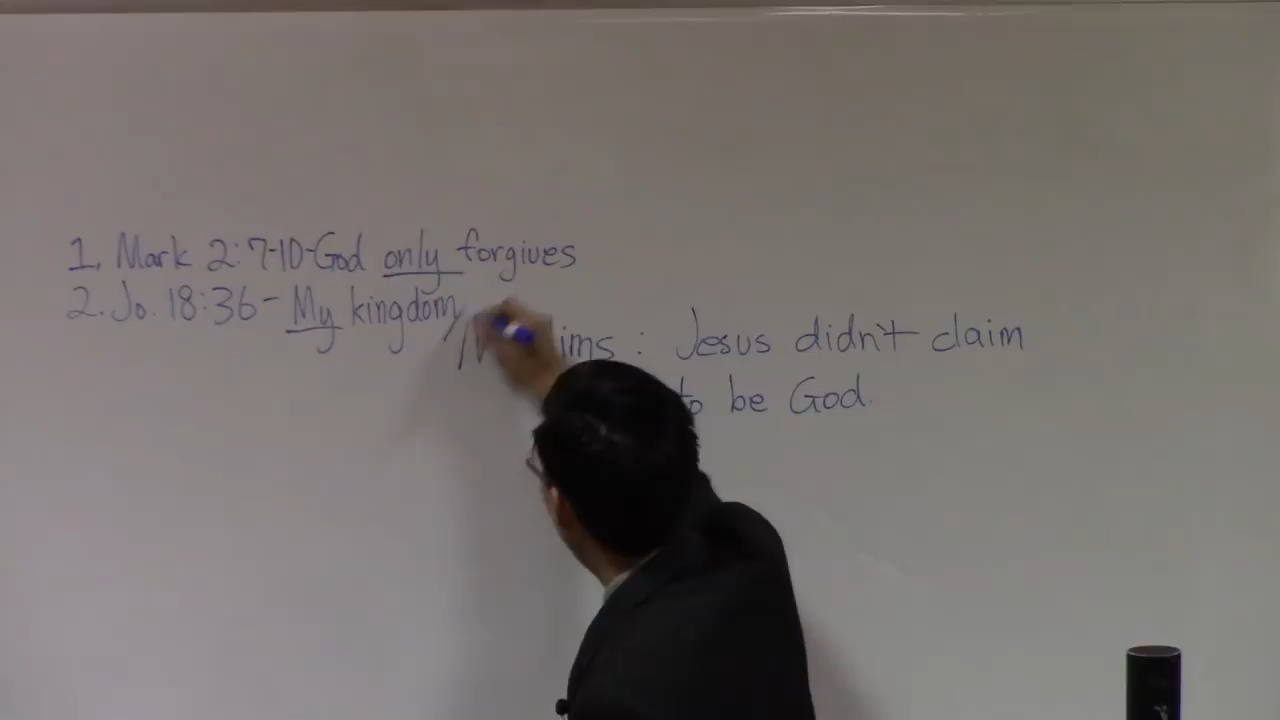 1. Mark 2:7-10-God only forgives
2. Jo. 18:36- My kingdom
: Jesus didn't claim
to be God.